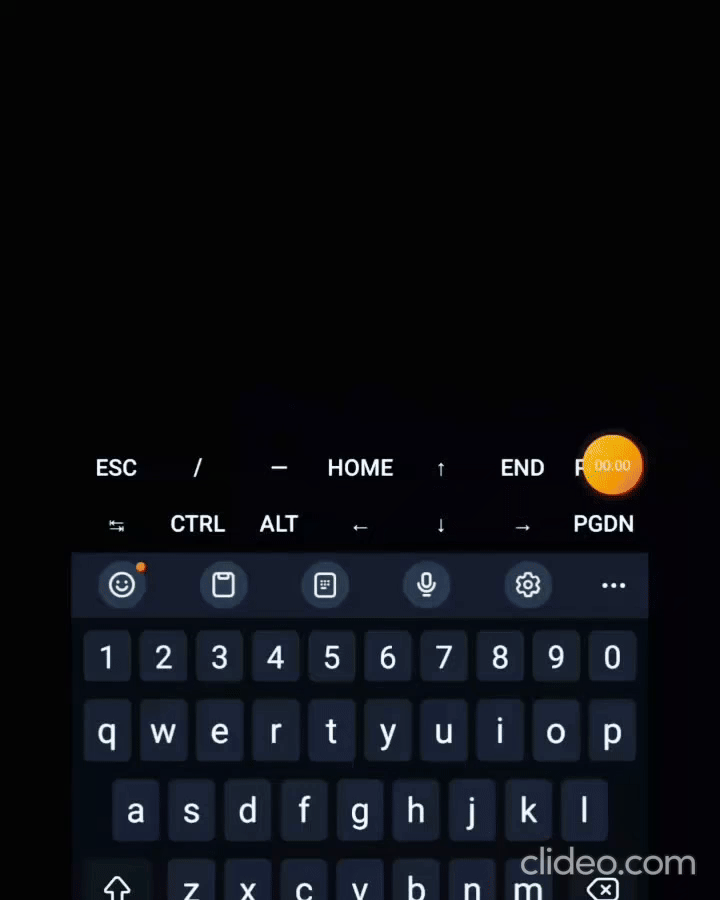 ESC / — HOME ↑ END
00.00
⇆ CTRL ALT ← ↓ → PGDN
1 2 3 4 5 6 7 8 9 0
q w e r t y u i o p
a s d f g h j k l
z x c v b n m
clideo.com